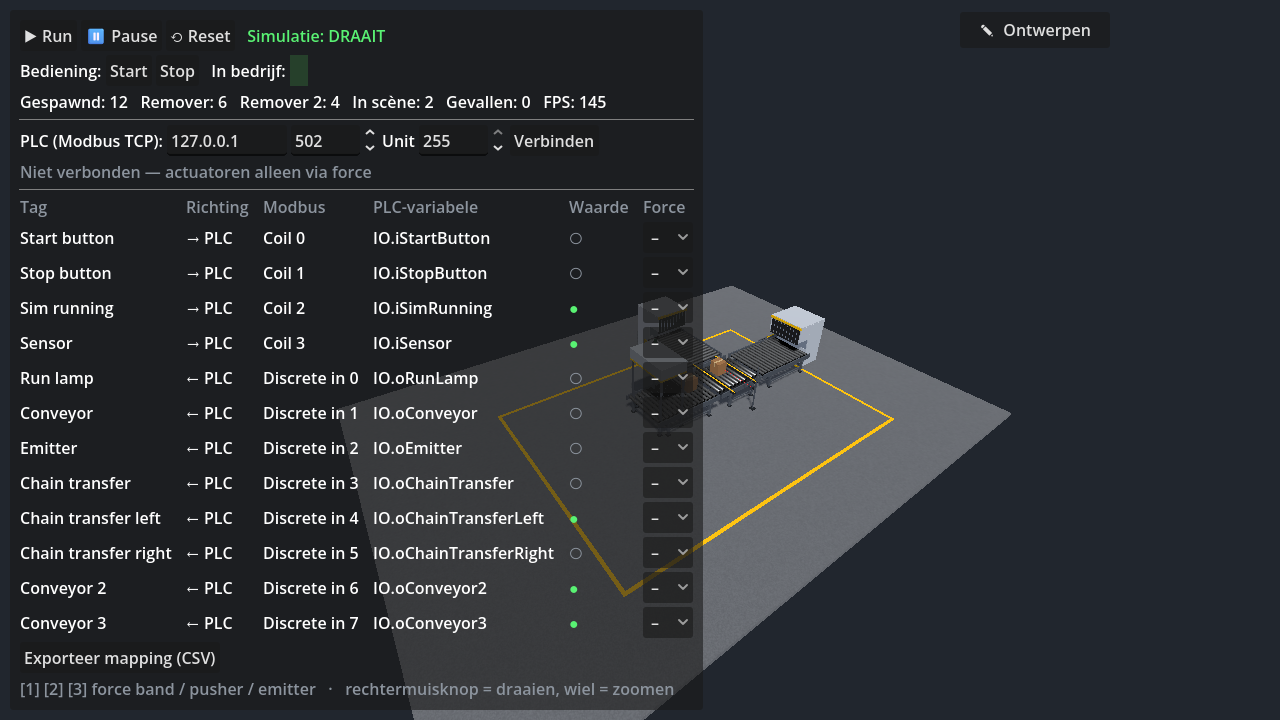 Run Pause Reset Simulatie: DRAAIT
Ontwerpen
Bediening: Start Stop In bedrijf:
Gespawnd: 12 Remover: 6 Remover 2: 4 In scène: 2 Gevallen: 0 FPS: 145
PLC (Modbus TCP): 127.0.0.1 502 Unit 255 Verbinden
Niet verbonden — actuatoren alleen via force
Tag Richting Modbus PLC-variabele Waarde Force
Start button → PLC Coil 0 IO.iStartButton –
Stop button → PLC Coil 1 IO.iStopButton –
Sim running → PLC Coil 2 IO.iSimRunning –
Sensor → PLC Coil 3 IO.iSensor –
Run lamp ← PLC Discrete in 0 IO.oRunLamp –
Conveyor ← PLC Discrete in 1 IO.oConveyor –
Emitter ← PLC Discrete in 2 IO.oEmitter –
Chain transfer ← PLC Discrete in 3 IO.oChainTransfer –
Chain transfer left ← PLC Discrete in 4 IO.oChainTransferLeft –
Chain transfer right ← PLC Discrete in 5 IO.oChainTransferRight –
Conveyor 2 ← PLC Discrete in 6 IO.oConveyor2 –
Conveyor 3 ← PLC Discrete in 7 IO.oConveyor3 –
Exporteer mapping (CSV)
[1] [2] [3] force band / pusher / emitter · rechtermuisknop = draaien, wiel = zoomen